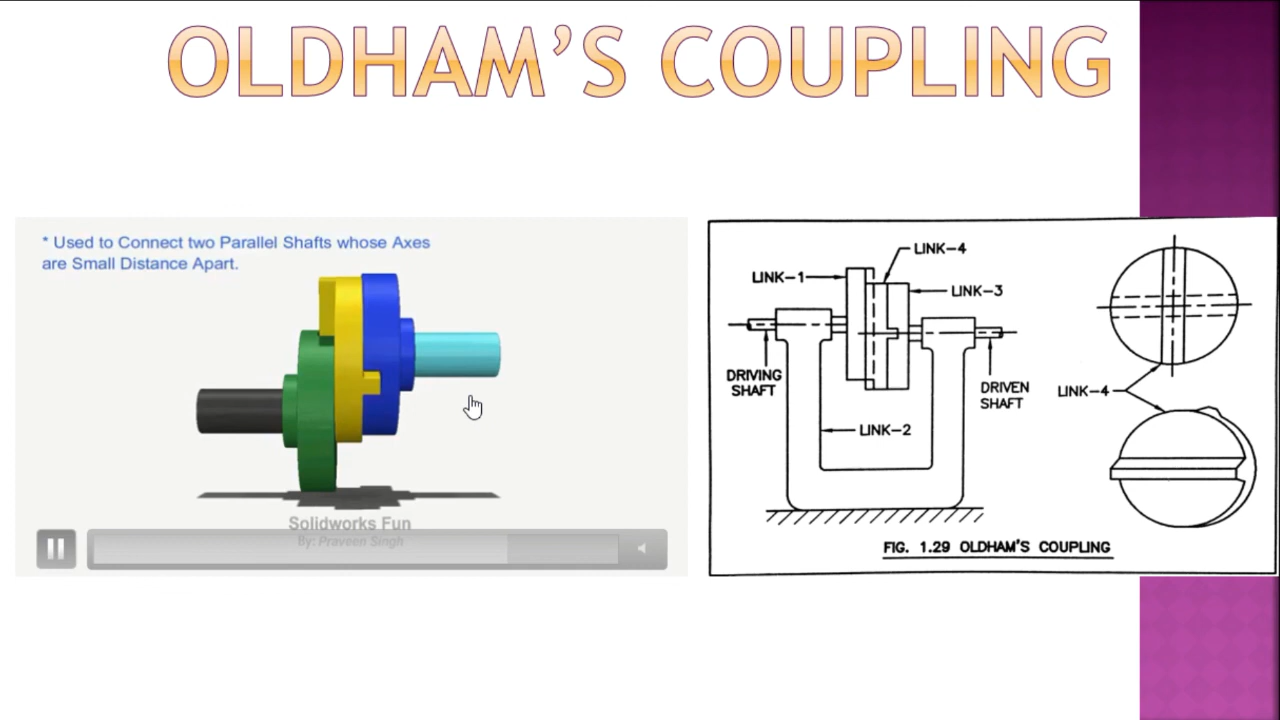 OLDHAM'S COUPLING
* Used to Connect two Parallel Shafts whose Axes
are Small Distance Apart.
Solidworks Fun
By: Praveen Singh
LINK-4
LINK-1
LINK-3
DRIVING
SHAFT
DRIVEN
SHAFT
LINK-4
LINK-2
FIG. 1.29 OLDHAM'S COUPLING